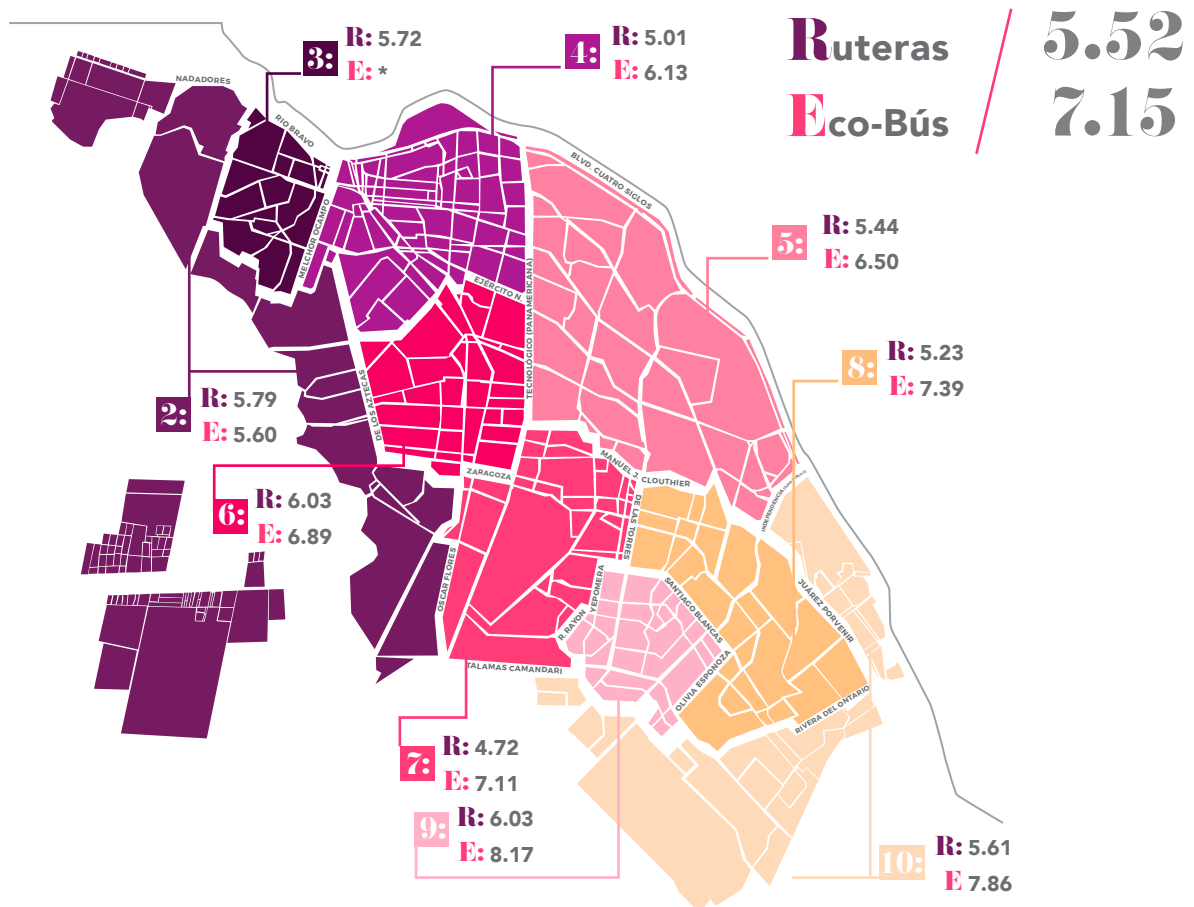 Ruteras
5.52
Eco-Bús
7.15
3:
R: 5.72
E: *
4:
R: 5.01
E: 6.13
NADADORES
RIO BRAVO
BLVD. CUATRO SIGLOS
MELCHOR OCAMPO
5:
R: 5.44
E: 6.50
EJÉRCITO N.
TECNOLÓGICO (PANAMERICANA)
8:
R: 5.23
E: 7.39
2:
R: 5.79
E: 5.60
DE LOS AZTECAS
ZARAGOZA
MANUEL J. CLOUTHIER
INDEPENDENCIA
6:
R: 6.03
E: 6.89
DE LAS TORRES
OSCAR FLORES
YEPOMERA
R. RAYON
SANTIAGO BLANCAS
JUÁREZ PORVENIR
OLIVIA ESPONOZA
TALAMAS CAMANDARI
RIVERA DEL ONTARIO
7:
R: 4.72
E: 7.11
9:
R: 6.03
E: 8.17
10:
R: 5.61
E 7.86